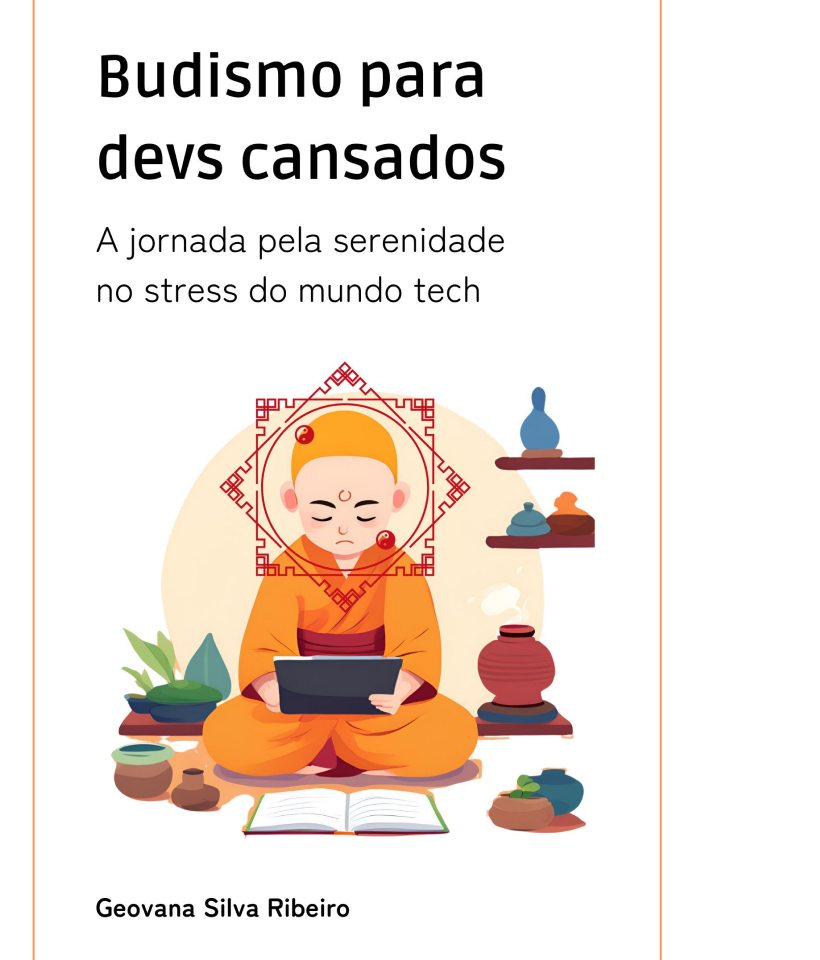 Budismo para
devs cansados
A jornada pela serenidade
no stress do mundo tech
Geovana Silva Ribeiro